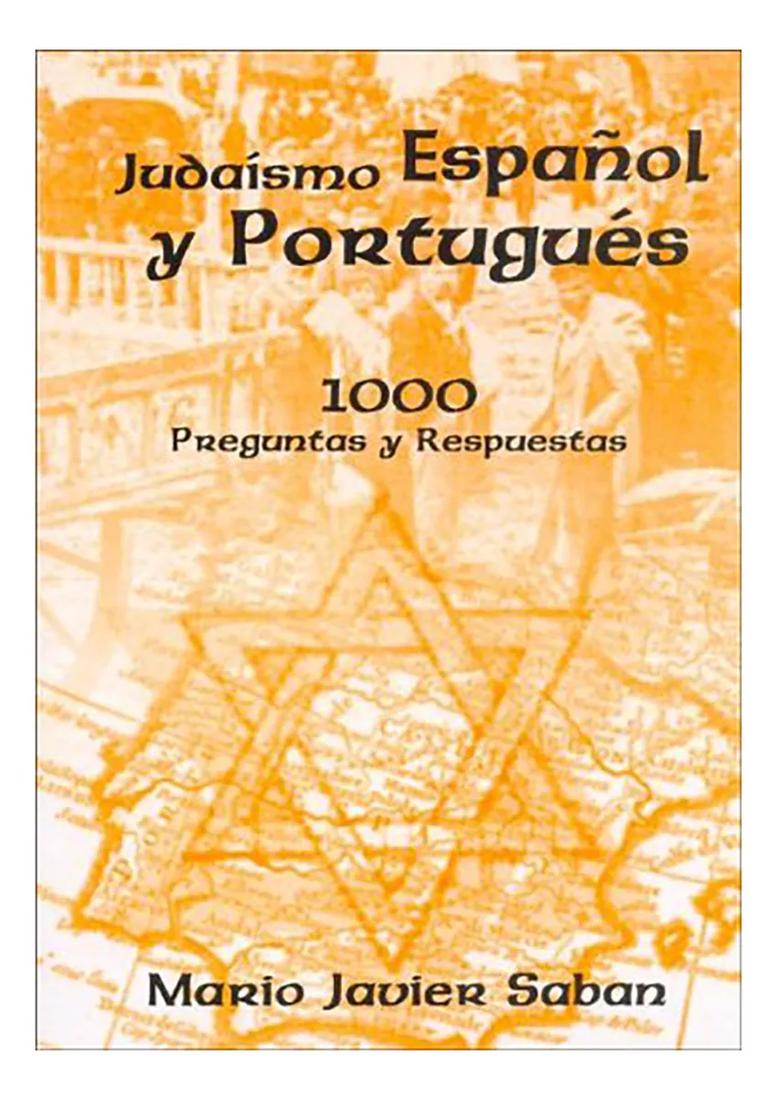 Judaísmo Español
y Portugués
1000
Preguntas y Respuestas
Mario Javier Saban